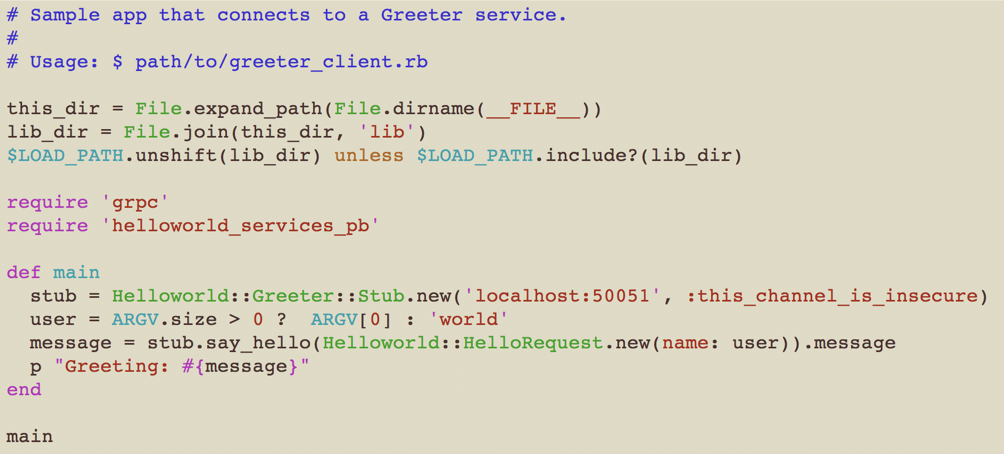 # Sample app that connects to a Greeter service.
#
# Usage: $ path/to/greeter_client.rb

this_dir = File.expand_path(File.dirname(__FILE__))
lib_dir = File.join(this_dir, 'lib')
$LOAD_PATH.unshift(lib_dir) unless $LOAD_PATH.include?(lib_dir)

require 'grpc'
require 'helloworld_services_pb'

def main
  stub = Helloworld::Greeter::Stub.new('localhost:50051', :this_channel_is_insecure)
  user = ARGV.size > 0 ?  ARGV[0] : 'world'
  message = stub.say_hello(Helloworld::HelloRequest.new(name: user)).message
  p "Greeting: #{message}"
end

main